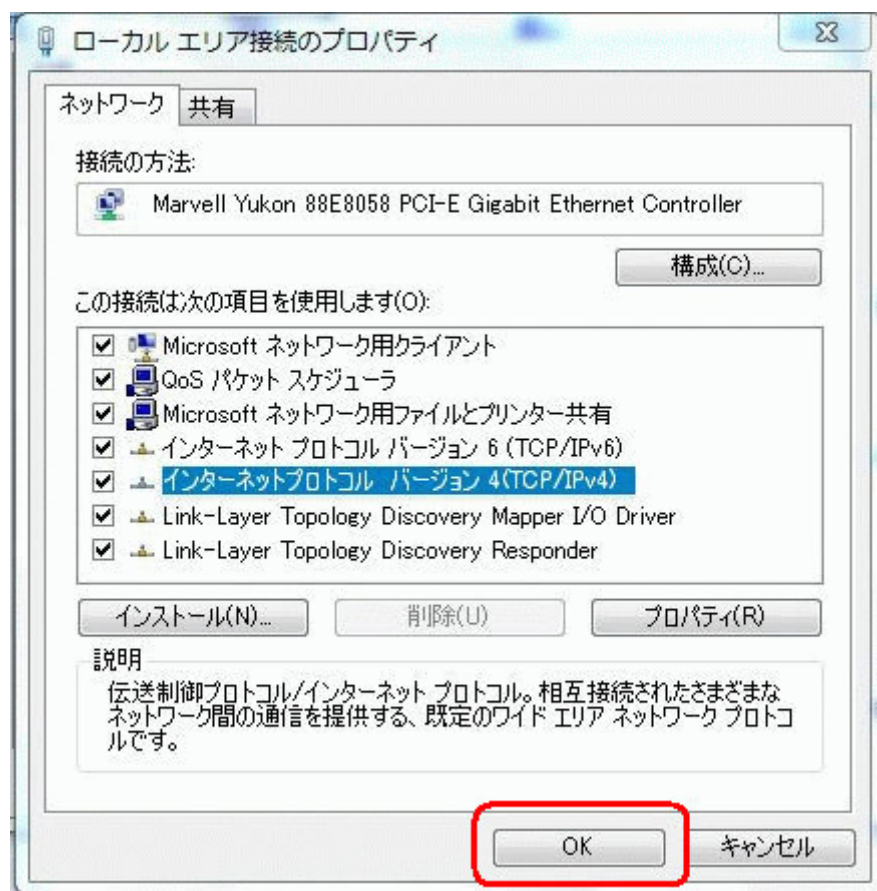 ローカル エリア接続のプロパティ
ネットワーク 共有
接続の方法:
Marvell Yukon 88E8058 PCI-E Gigabit Ethernet Controller
構成(C)...
この接続は次の項目を使用します(O):
Microsoft ネットワーク用クライアント
QoS パケット スケジューラ
Microsoft ネットワーク用ファイルとプリンター共有
インターネット プロトコル バージョン 6 (TCP/IPv6)
インターネットプロトコル バージョン 4(TCP/IPv4)
Link-Layer Topology Discovery Mapper I/O Driver
Link-Layer Topology Discovery Responder
インストール(N)... 削除(U) プロパティ(R)
説明
伝送制御プロトコル/インターネット プロトコル。相互接続されたさまざまな
ネットワーク間の通信を提供する、既定のワイド エリア ネットワーク プロトコ
ルです。
OK キャンセル